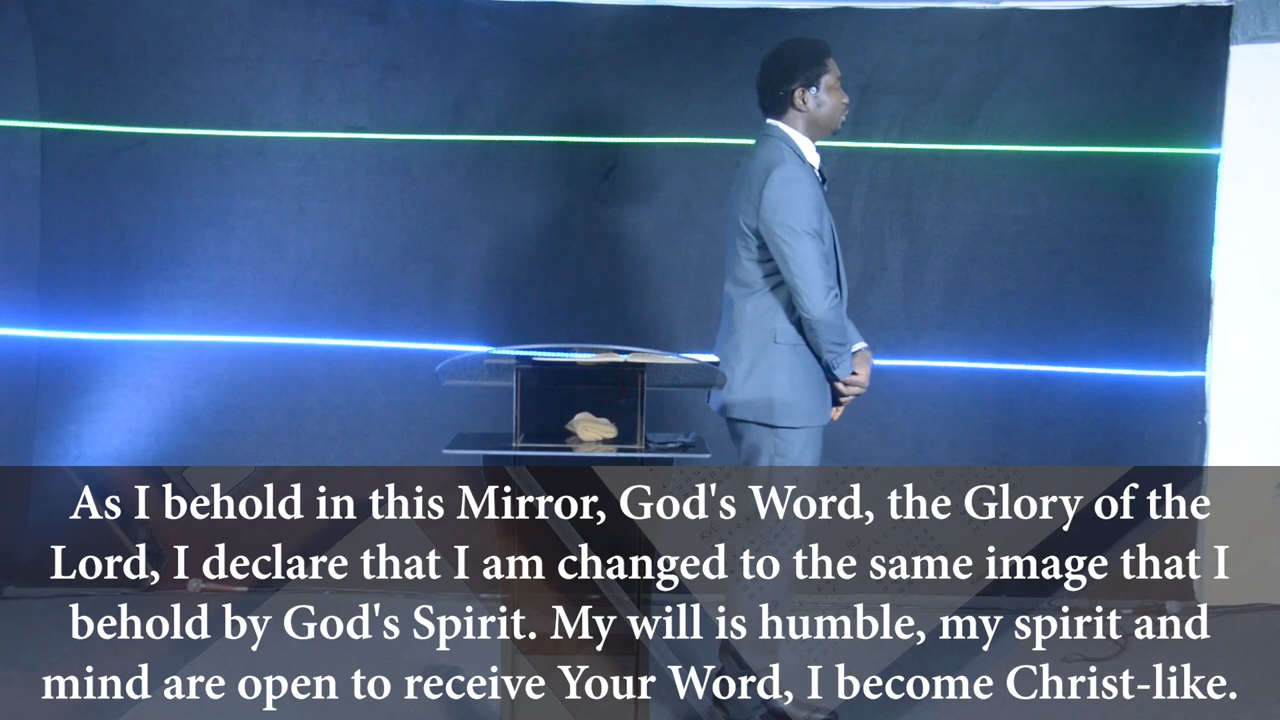 As I behold in this Mirror, God's Word, the Glory of the
Lord, I declare that I am changed to the same image that I
behold by God's Spirit. My will is humble, my spirit and
mind are open to receive Your Word, I become Christ-like.